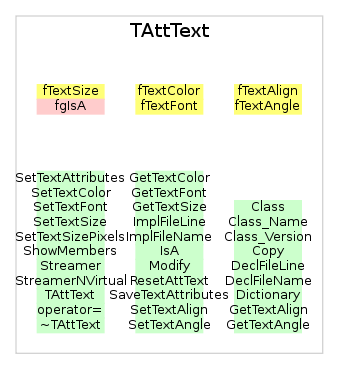 TAttText
fTextSize
fgIsA
fTextColor
fTextFont
fTextAlign
fTextAngle
SetTextAttributes
SetTextColor
SetTextFont
SetTextSize
SetTextSizePixels
ShowMembers
Streamer
StreamerNVirtual
TAttText
operator=
~TAttText
GetTextColor
GetTextFont
GetTextSize
ImplFileLine
ImplFileName
IsA
Modify
ResetAttText
SaveTextAttributes
SetTextAlign
SetTextAngle
Class
Class_Name
Class_Version
Copy
DeclFileLine
DeclFileName
Dictionary
GetTextAlign
GetTextAngle